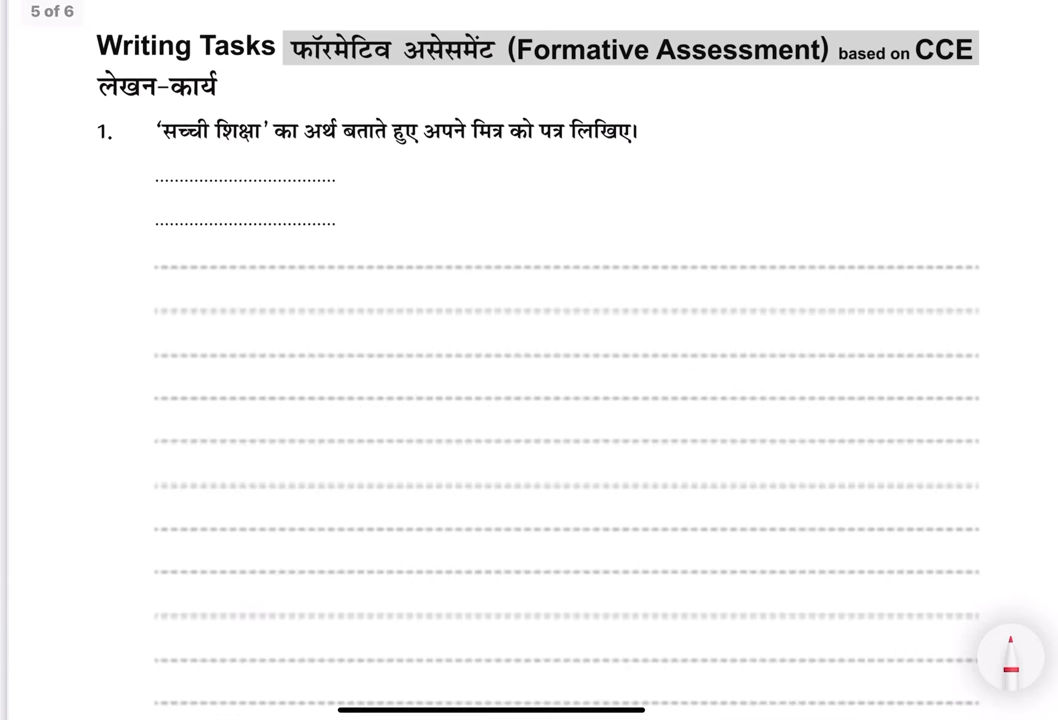 5 of 6
Writing Tasks फॉरमेटिव असेसमेंट (Formative Assessment) based on CCE
लेखन-कार्य
1. ‘सच्ची शिक्षा’ का अर्थ बताते हुए अपने मित्र को पत्र लिखिए।